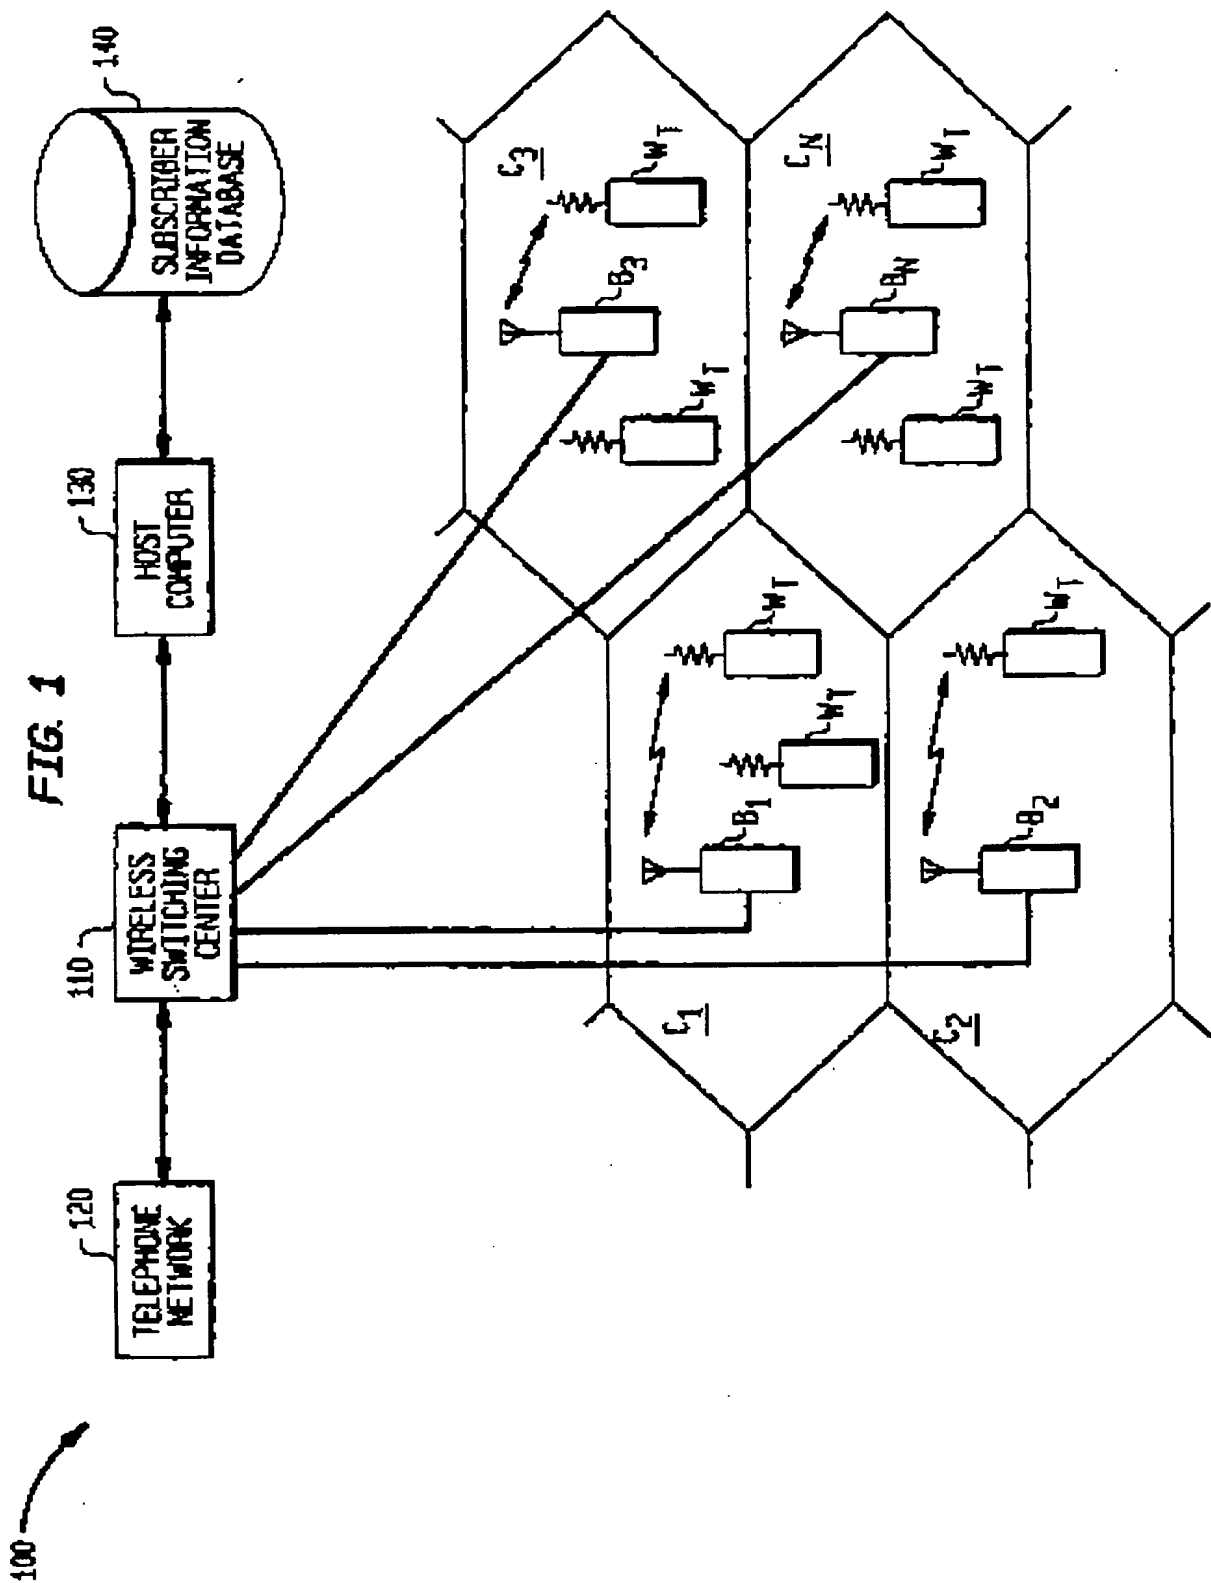 FIG. 1
100
120
TELEPHONE
NETWORK
110
WIRELESS
SWITCHING
CENTER
130
HOST
COMPUTER
140
SUBSCRIBER
INFORMATION
DATABASE
C3
WT
B3
WT
CN
WT
BN
WT
C1
B1
WT
WT
C2
B2
WT